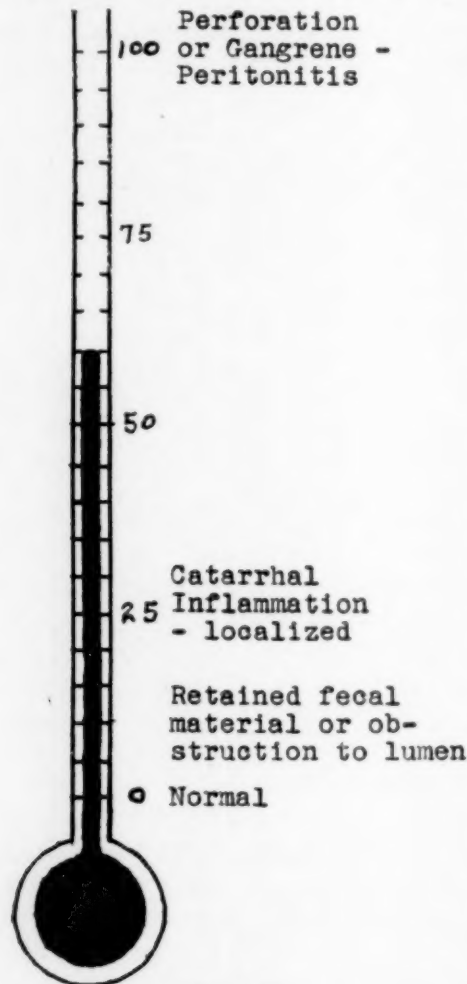 Perforation
100 or Gangrene -
Peritonitis
75
50
Catarrhal
25 Inflammation
- localized
Retained fecal
material or ob-
struction to lumen
0 Normal